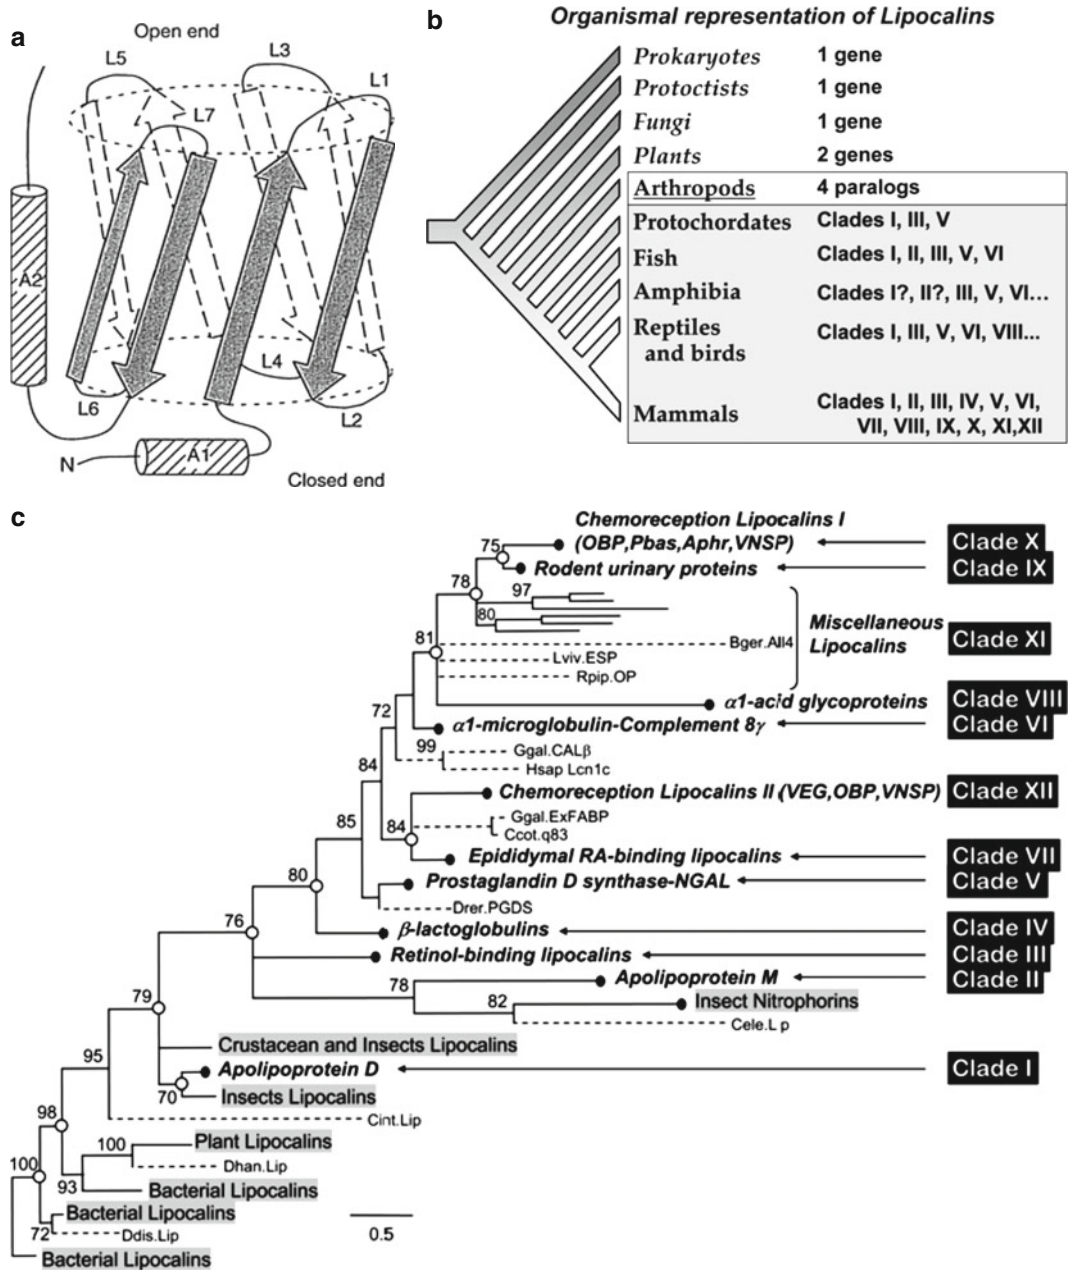 a
Open end
L5
L3
L1
L7
A2
L4
L6
L2
N
A1
Closed end
b
Organismal representation of Lipocalins
Prokaryotes 1 gene
Protoctists 1 gene
Fungi 1 gene
Plants 2 genes
Arthropods 4 paralogs
Protochordates Clades I, III, V
Fish Clades I, II, III, V, VI
Amphibia Clades I?, II?, III, V, VI...
Reptiles
and birds Clades I, III, V, VI, VIII...
Mammals Clades I, II, III, IV, V, VI,
VII, VIII, IX, X, XI,XII
c
Chemoreception Lipocalins I
75 (OBP,Pbas,Aphr,VNSP) Clade X
Rodent urinary proteins Clade IX
78
97
80
Miscellaneous
Lipocalins Clade XI
81
Bger.All4
Lviv.ESP
Rpip.OP
α1-acid glycoproteins Clade VIII
72
α1-microglobulin-Complement 8γ Clade VI
99
Ggal.CALβ
Hsap Lcn1c
84
Chemoreception Lipocalins II (VEG,OBP,VNSP) Clade XII
Ggal.ExFABP
84
Ccot.q83
85
Epididymal RA-binding lipocalins Clade VII
80
Prostaglandin D synthase-NGAL Clade V
Drer.PGDS
76
β-lactoglobulins Clade IV
Retinol-binding lipocalins Clade III
78
Apolipoprotein M Clade II
82
Insect Nitrophorins
Cele.L p
79
Crustacean and Insects Lipocalins
95
Apolipoprotein D Clade I
70
Insects Lipocalins
Cint.Lip
98
Plant Lipocalins
100
Dhan.Lip
100
93
Bacterial Lipocalins
Bacterial Lipocalins
72
Ddis.Lip
0.5
Bacterial Lipocalins